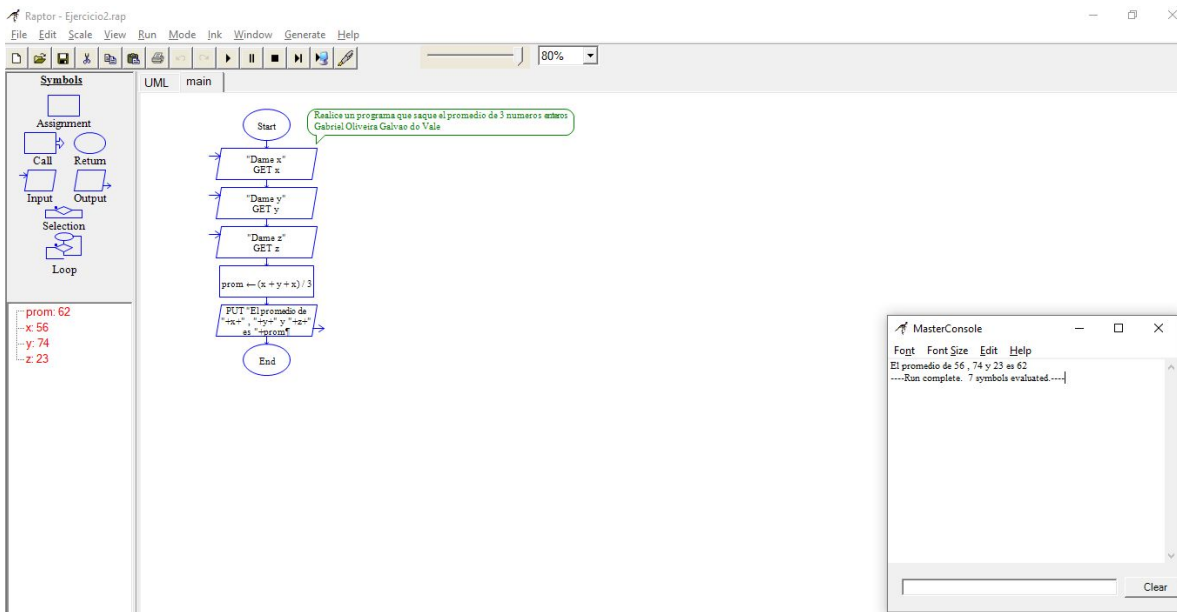 Raptor - Ejercicio2.rap
File Edit Scale View Run Mode Ink Window Generate Help
80%
Symbols
Assignment
Call Return
Input Output
Selection
Loop
prom: 62
x: 56
y: 74
z: 23
UML main
Start
Realice un programa que saque el promedio de 3 numeros enteros
Gabriel Oliveira Galvao do Vale
"Dame x"
GET x
"Dame y"
GET y
"Dame z"
GET z
prom ← (x + y + x) / 3
PUT "El promedio de
"+x+" , "+y+" y "+z+"
es "+prom¶
End
MasterConsole
Font Font Size Edit Help
El promedio de 56 , 74 y 23 es 62
----Run complete. 7 symbols evaluated.----
Clear